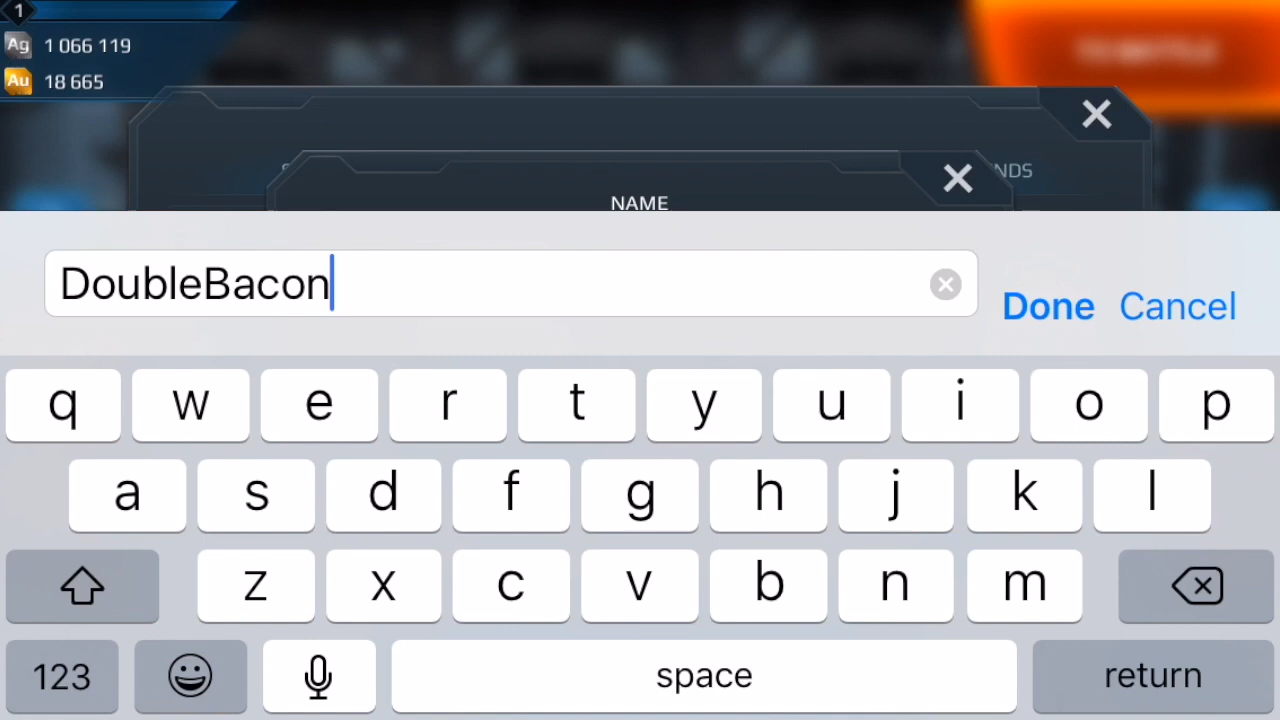 1
Ag 1 066 119
Au 18 665
NDS
NAME
DoubleBacon
Done Cancel
q w e r t y u i o p
a s d f g h j k l
z x c v b n m
123 space return